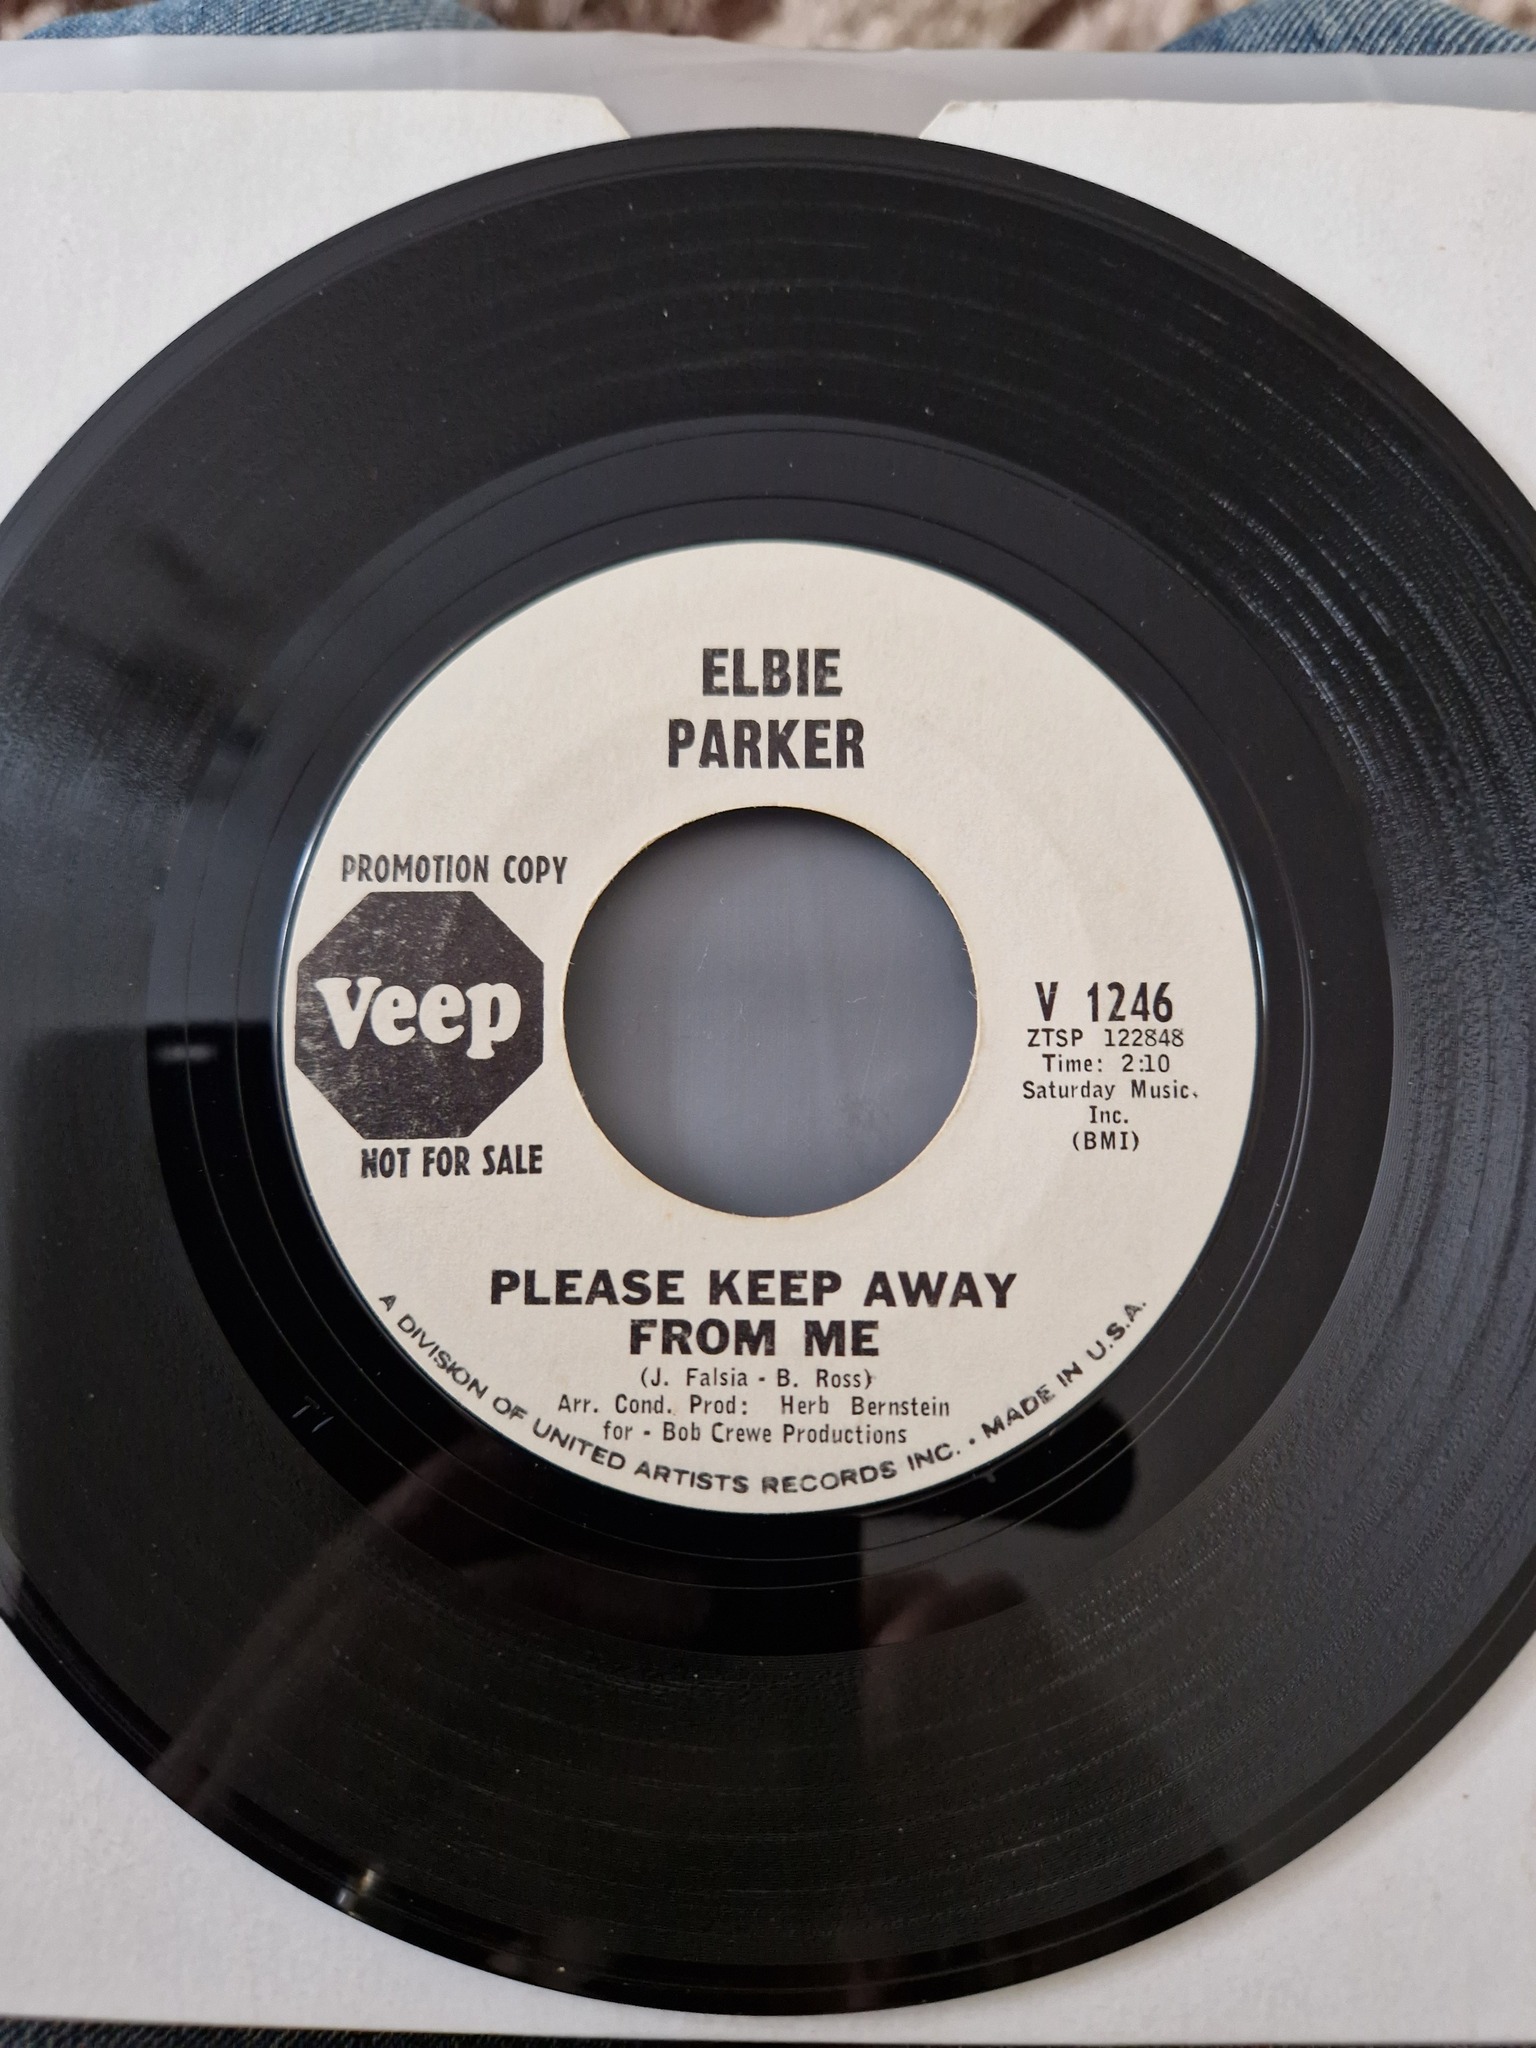 ELBIE
PARKER
PROMOTION COPY
Veep
NOT FOR SALE
V 1246
ZTSP 122848
Time: 2:10
Saturday Music,
Inc.
(BMI)
PLEASE KEEP AWAY
FROM ME
(J. Falsia - B. Ross)
Arr. Cond. Prod: Herb Bernstein
for - Bob Crewe Productions
A DIVISION OF UNITED ARTISTS RECORDS INC. • MADE IN U.S.A.
T1